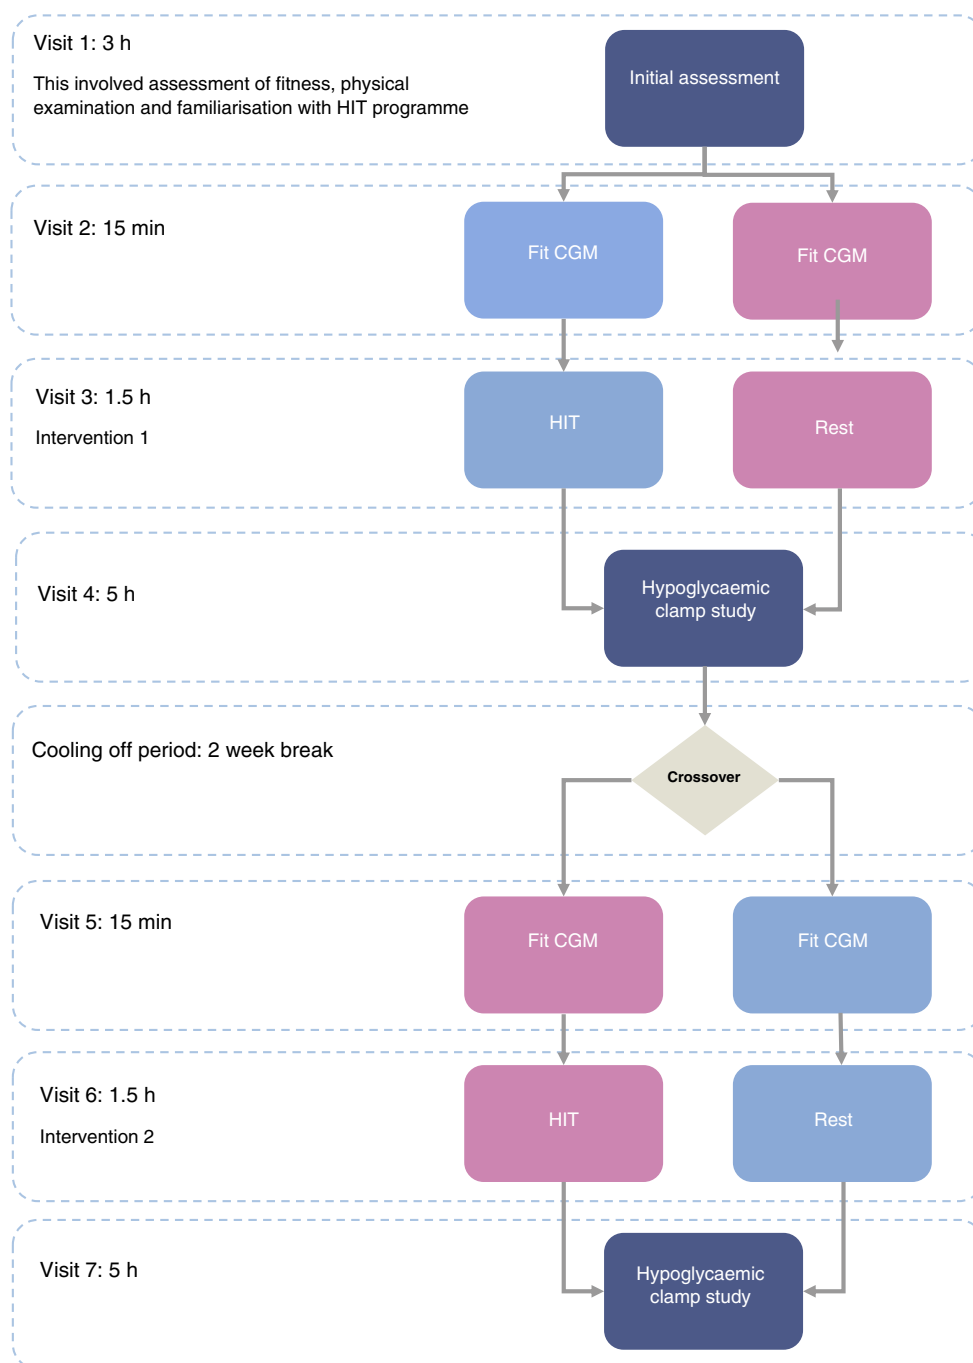 Visit 1: 3 h
This involved assessment of fitness, physical
examination and familiarisation with HIT programme
Initial assessment
Visit 2: 15 min
Fit CGM
Fit CGM
Visit 3: 1.5 h
Intervention 1
HIT
Rest
Visit 4: 5 h
Hypoglycaemic
clamp study
Cooling off period: 2 week break
Crossover
Visit 5: 15 min
Fit CGM
Fit CGM
Visit 6: 1.5 h
Intervention 2
HIT
Rest
Visit 7: 5 h
Hypoglycaemic
clamp study